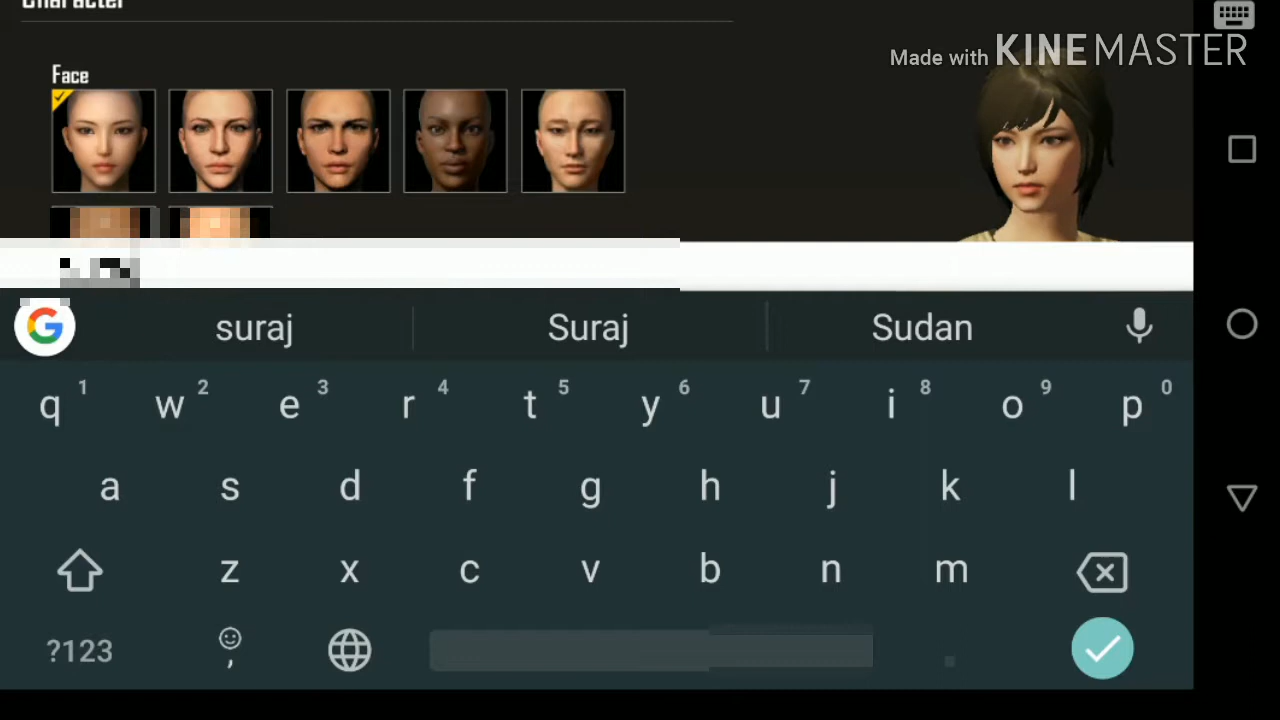 Character
Made with KINEMASTER
Face
suraj Suraj Sudan
q 1 w 2 e 3 r 4 t 5 y 6 u 7 i 8 o 9 p 0
a s d f g h j k l
z x c v b n m
?123 , .